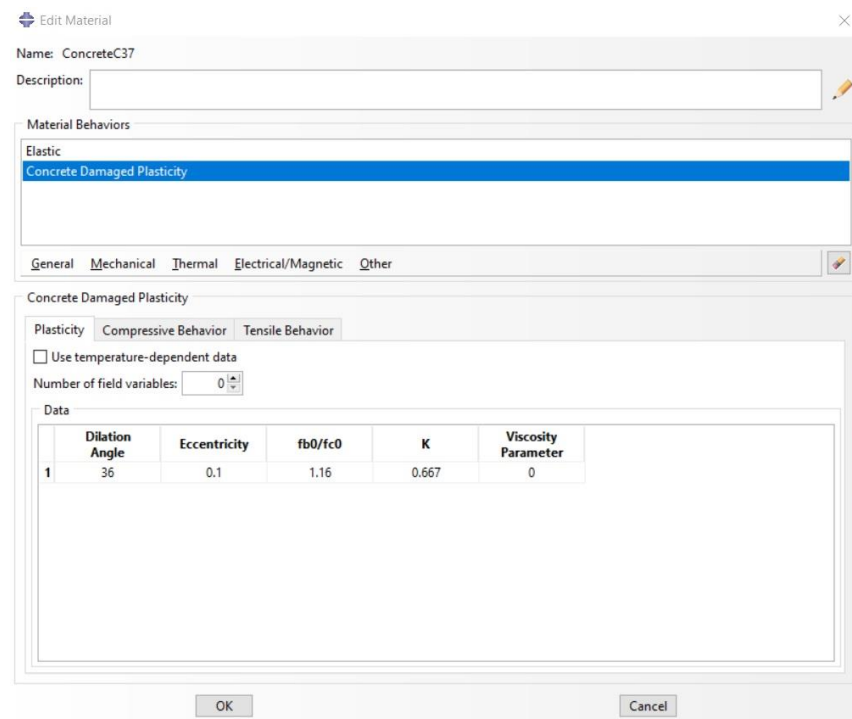 Edit Material
Name: ConcreteC37
Description:
Material Behaviors
Elastic
Concrete Damaged Plasticity
General Mechanical Thermal Electrical/Magnetic Other
Concrete Damaged Plasticity
Plasticity Compressive Behavior Tensile Behavior
Use temperature-dependent data
Number of field variables: 0
Data
Dilation Angle Eccentricity fb0/fc0 K Viscosity Parameter
1 36 0.1 1.16 0.667 0
OK Cancel